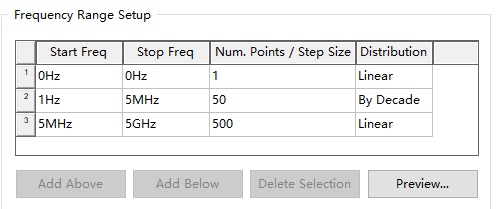 Frequency Range Setup
Start Freq Stop Freq Num. Points / Step Size Distribution
1 0Hz 0Hz 1 Linear
2 1Hz 5MHz 50 By Decade
3 5MHz 5GHz 500 Linear
Add Above Add Below Delete Selection Preview...